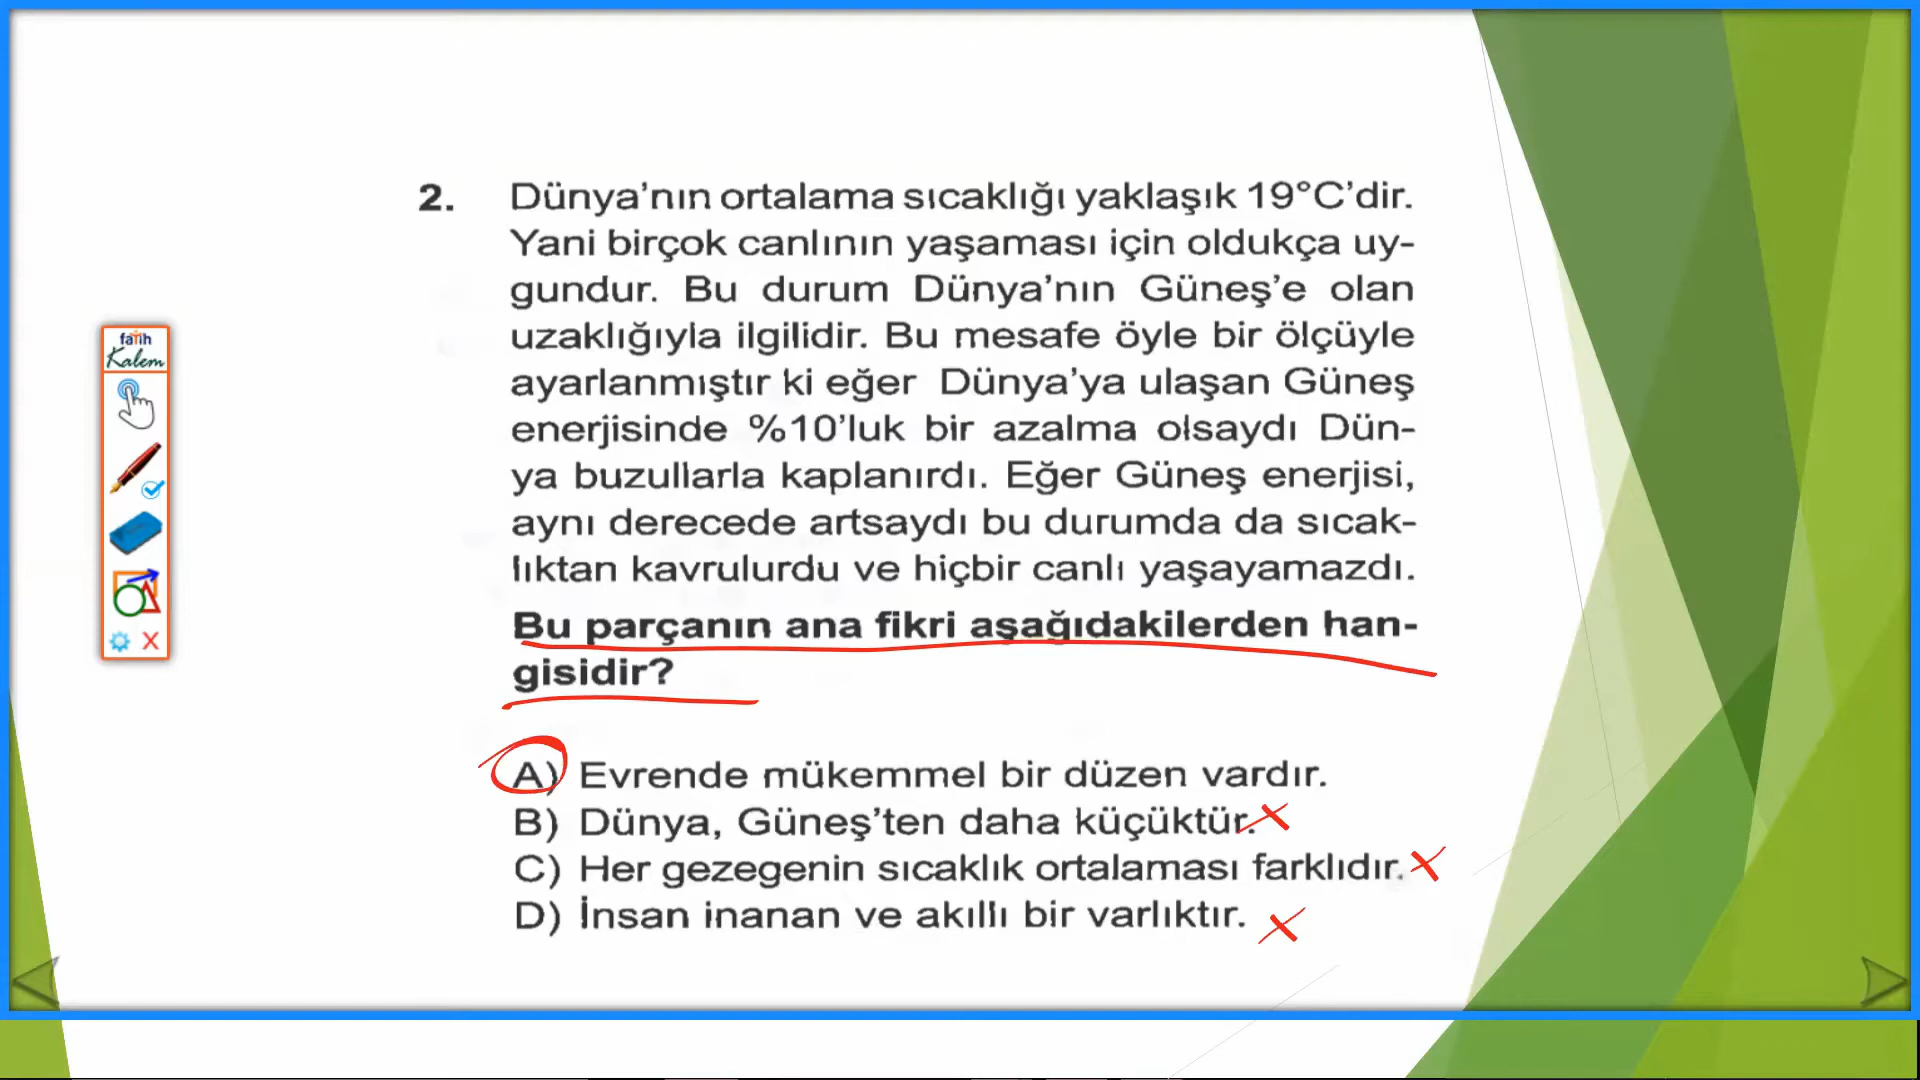 fatih
Kalem
2. Dünya'nın ortalama sıcaklığı yaklaşık 19°C'dir.
Yani birçok canlının yaşaması için oldukça uy-
gundur. Bu durum Dünya'nın Güneş'e olan
uzaklığıyla ilgilidir. Bu mesafe öyle bir ölçüyle
ayarlanmıştır ki eğer Dünya'ya ulaşan Güneş
enerjisinde %10'luk bir azalma olsaydı Dün-
ya buzullarla kaplanırdı. Eğer Güneş enerjisi,
aynı derecede artsaydı bu durumda da sıcak-
lıktan kavrulurdu ve hiçbir canlı yaşayamazdı.
Bu parçanın ana fikri aşağıdakilerden han-
gisidir?
A) Evrende mükemmel bir düzen vardır.
B) Dünya, Güneş'ten daha küçüktür.
C) Her gezegenin sıcaklık ortalaması farklıdır.
D) İnsan inanan ve akıllı bir varlıktır.